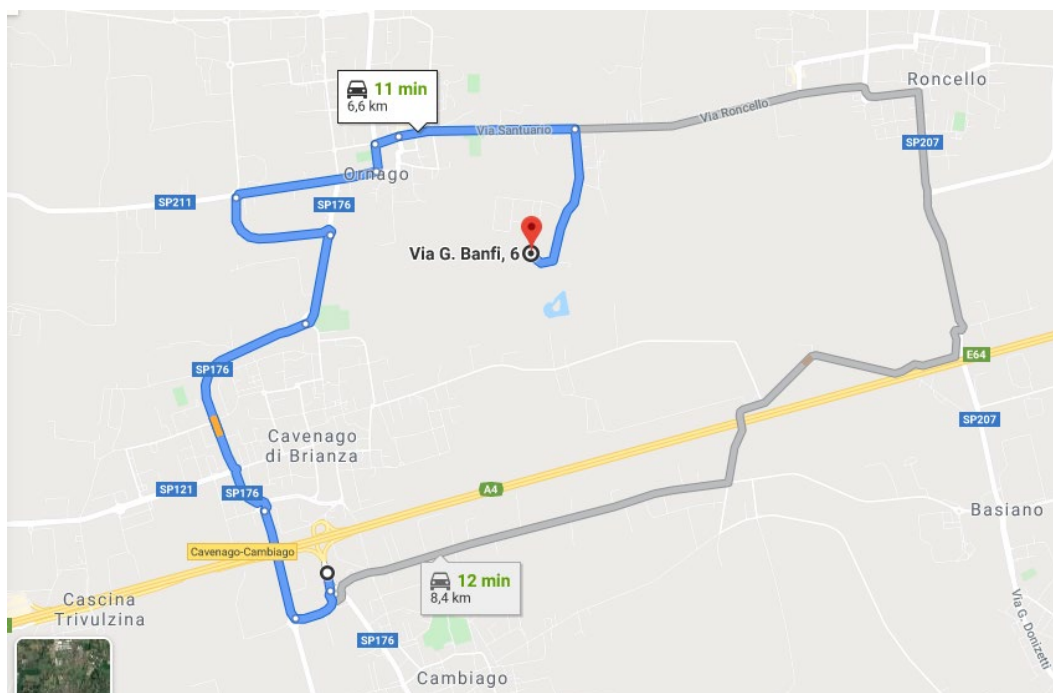 Roncello
11 min
6,6 km
Via Roncello
Via Santuario
SP207
Ornago
SP211
SP176
Via G. Banfi, 6
E64
SP176
SP207
Cavenago
di Brianza
SP121
SP176
A4
Basiano
Cavenago-Cambiago
12 min
8,4 km
Cascina
Trivulzina
Via G. Donizetti
SP176
Cambiago